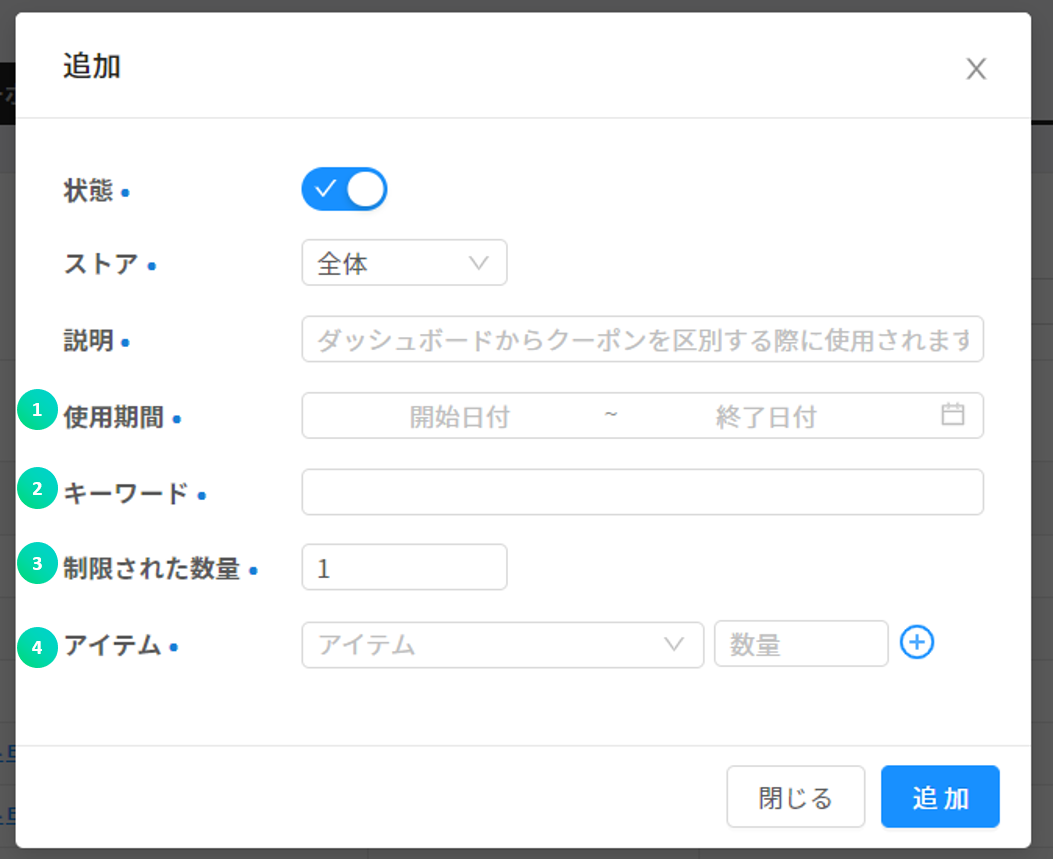 追加
状態
ストア
全体
説明
ダッシュボードからクーポンを区別する際に使用されます
1 使用期間
開始日付 ~ 終了日付
2 キーワード
3 制限された数量
1
4 アイテム
アイテム 数量
閉じる 追加